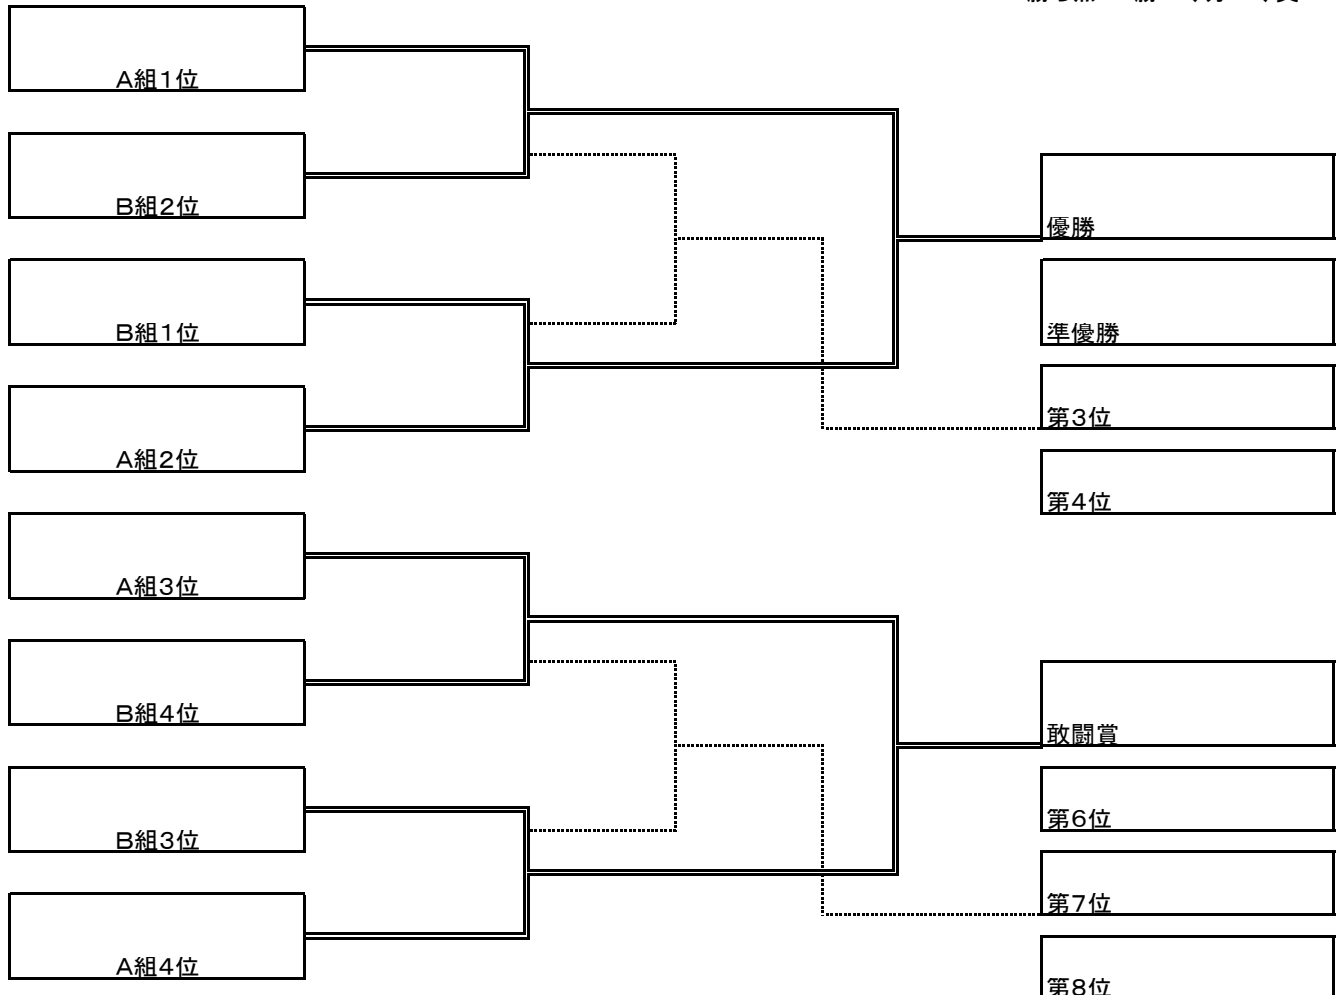 A組1位
B組2位
優勝
B組1位
準優勝
第3位
A組2位
第4位
A組3位
B組4位
敢闘賞
第6位
B組3位
第7位
A組4位
第8位